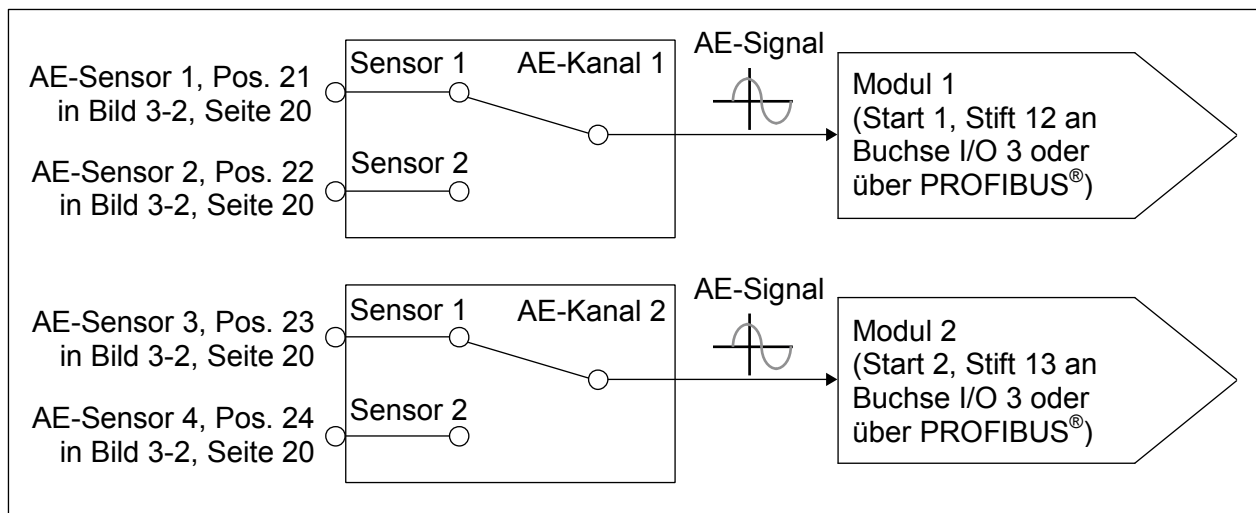 AE-Sensor 1, Pos. 21
in Bild 3-2, Seite 20
AE-Sensor 2, Pos. 22
in Bild 3-2, Seite 20
Sensor 1
AE-Kanal 1
Sensor 2
AE-Signal
Modul 1
(Start 1, Stift 12 an
Buchse I/O 3 oder
über PROFIBUS®)
AE-Sensor 3, Pos. 23
in Bild 3-2, Seite 20
AE-Sensor 4, Pos. 24
in Bild 3-2, Seite 20
Sensor 1
AE-Kanal 2
Sensor 2
AE-Signal
Modul 2
(Start 2, Stift 13 an
Buchse I/O 3 oder
über PROFIBUS®)